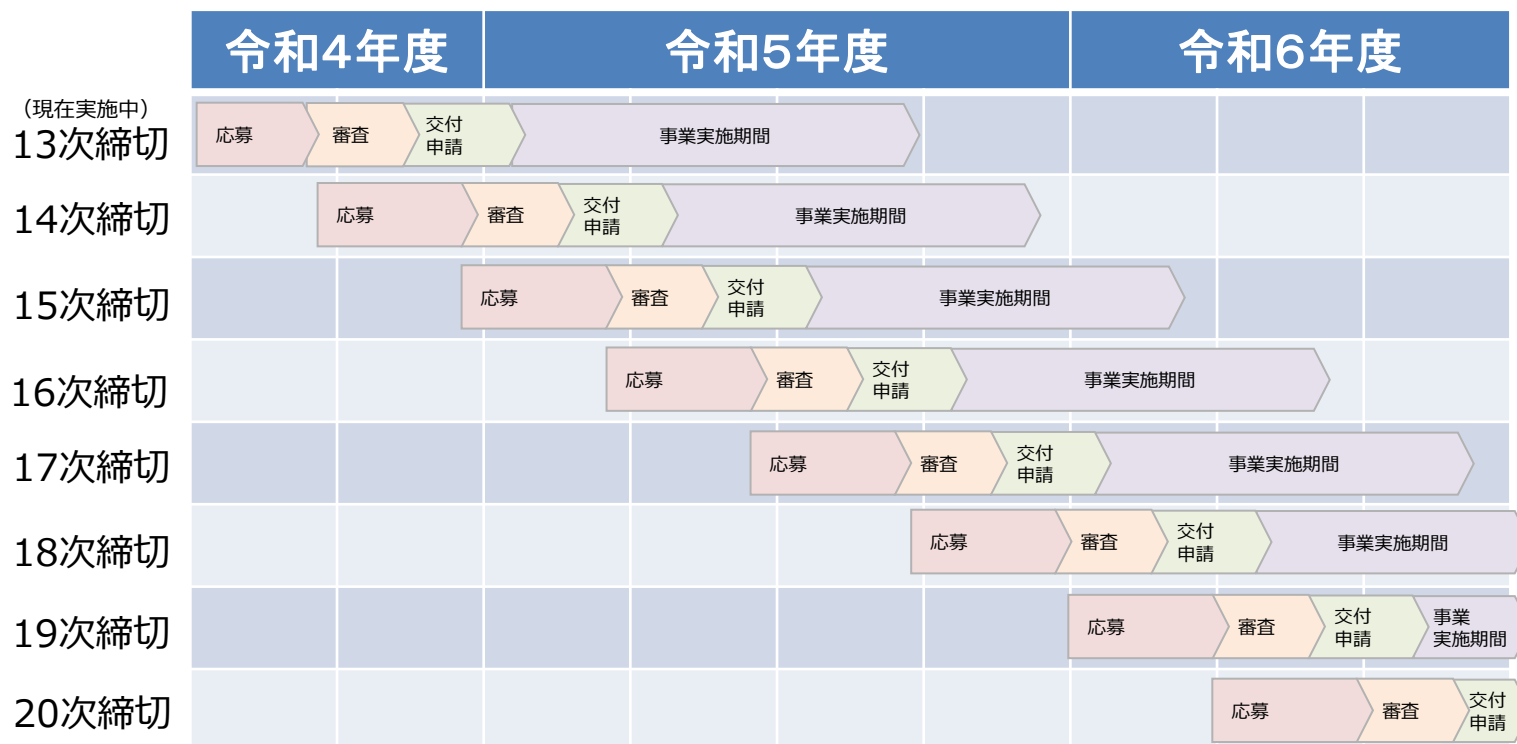 令和4年度
令和5年度
令和6年度
（現在実施中）
13次締切
応募
審査
交付
申請
事業実施期間
14次締切
応募
審査
交付
申請
事業実施期間
15次締切
応募
審査
交付
申請
事業実施期間
16次締切
応募
審査
交付
申請
事業実施期間
17次締切
応募
審査
交付
申請
事業実施期間
18次締切
応募
審査
交付
申請
事業実施期間
19次締切
応募
審査
交付
申請
事業
実施期間
20次締切
応募
審査
交付
申請